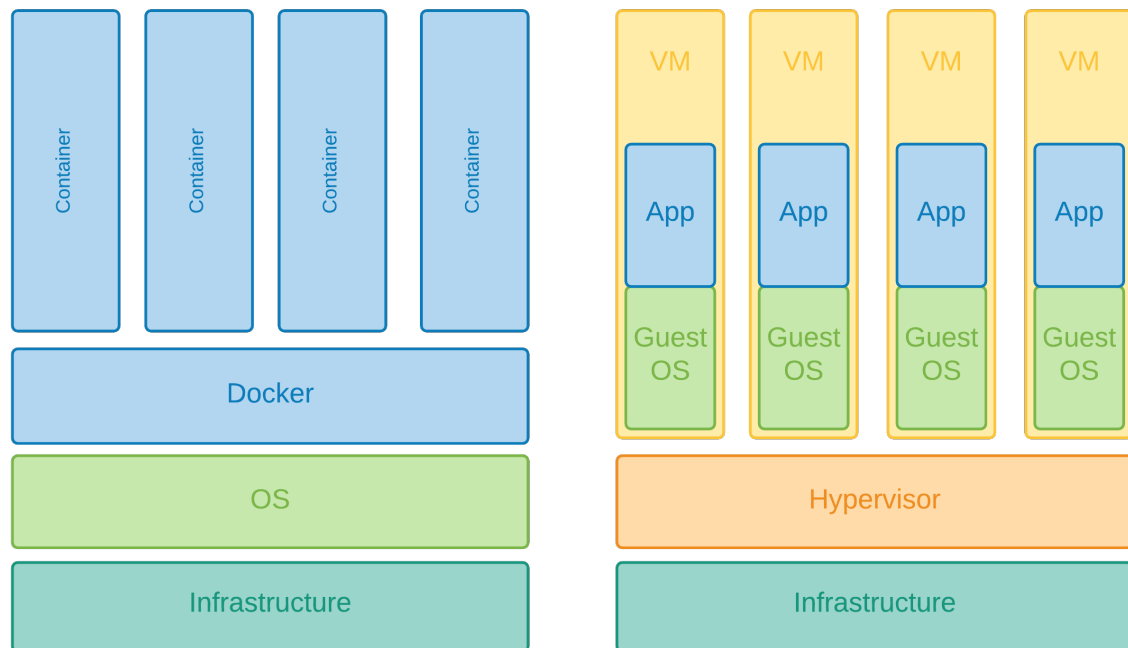 Container
Container
Container
Container
Docker
OS
Infrastructure
VM
VM
VM
VM
App
App
App
App
Guest
OS
Guest
OS
Guest
OS
Guest
OS
Hypervisor
Infrastructure